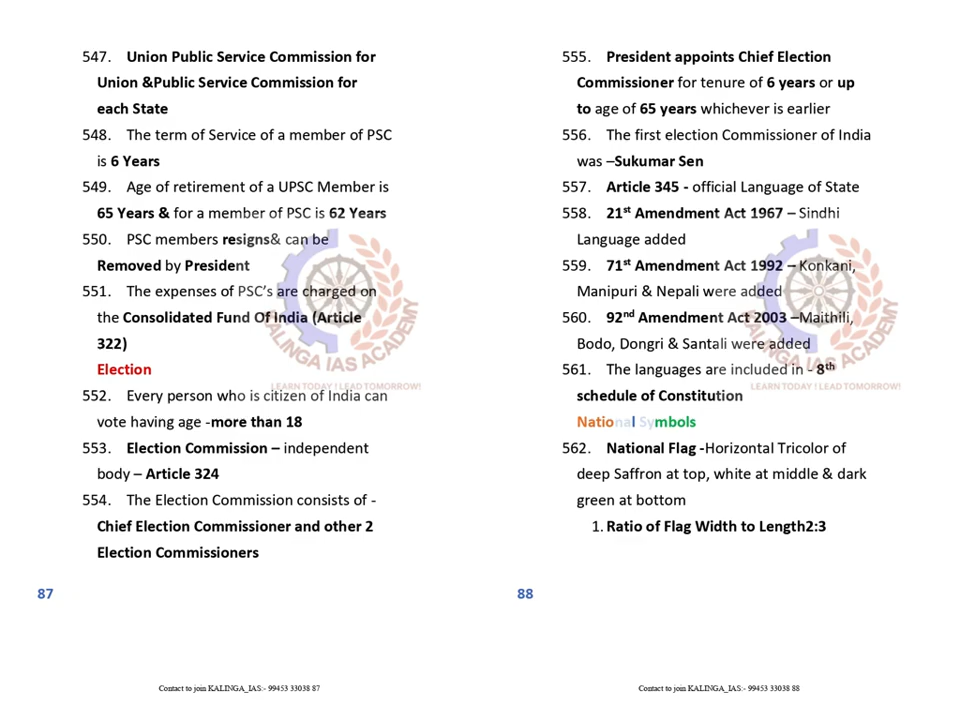 547. Union Public Service Commission for
Union &Public Service Commission for
each State
548. The term of Service of a member of PSC
is 6 Years
549. Age of retirement of a UPSC Member is
65 Years & for a member of PSC is 62 Years
550. PSC members resigns& can be
Removed by President
551. The expenses of PSC's are charged on
the Consolidated Fund Of India (Article
322)
Election
552. Every person who is citizen of India can
vote having age -more than 18
553. Election Commission – independent
body – Article 324
554. The Election Commission consists of -
Chief Election Commissioner and other 2
Election Commissioners
87
KALINGA IAS ACADEMY
LEARN TODAY ! LEAD TOMORROW!
Contact to join KALINGA_IAS:- 99453 33038 87
555. President appoints Chief Election
Commissioner for tenure of 6 years or up
to age of 65 years whichever is earlier
556. The first election Commissioner of India
was –Sukumar Sen
557. Article 345 - official Language of State
558. 21st Amendment Act 1967 – Sindhi
Language added
559. 71st Amendment Act 1992 – Konkani,
Manipuri & Nepali were added
560. 92nd Amendment Act 2003 –Maithili,
Bodo, Dongri & Santali were added
561. The languages are included in - 8th
schedule of Constitution
National Symbols
562. National Flag -Horizontal Tricolor of
deep Saffron at top, white at middle & dark
green at bottom
1. Ratio of Flag Width to Length2:3
88
KALINGA IAS ACADEMY
LEARN TODAY ! LEAD TOMORROW!
Contact to join KALINGA_IAS:- 99453 33038 88